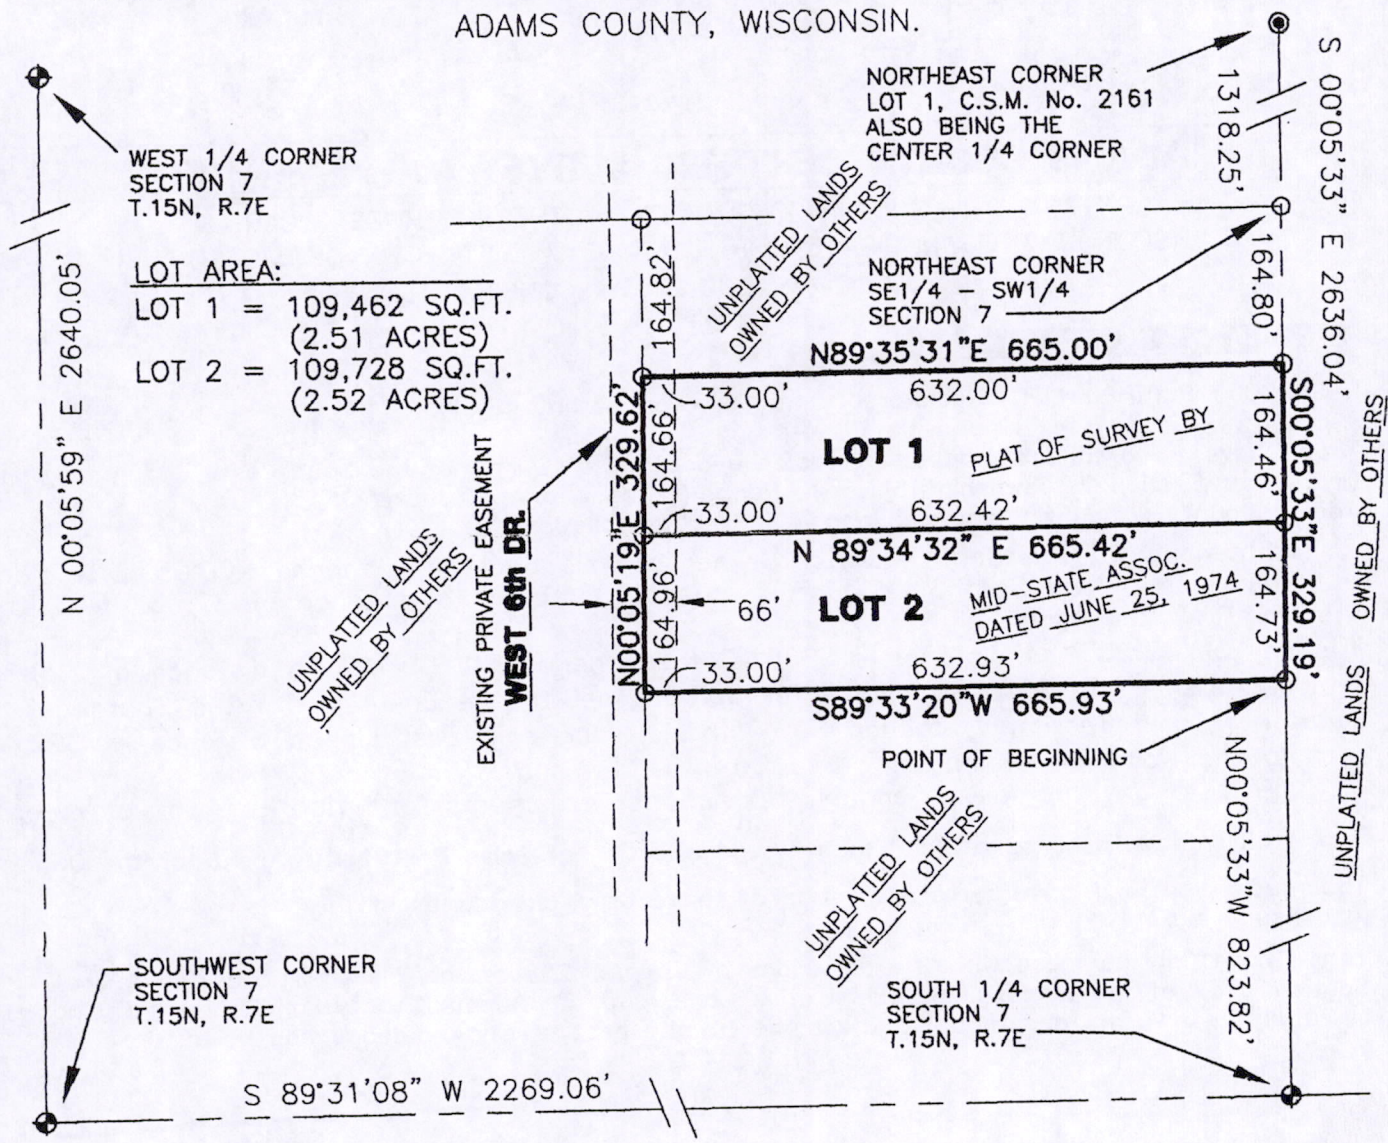 ADAMS COUNTY, WISCONSIN.
NORTHEAST CORNER
LOT 1, C.S.M. No. 2161
ALSO BEING THE
CENTER 1/4 CORNER
1318.25'
S 00°05'33" E 2636.04'
WEST 1/4 CORNER
SECTION 7
T.15N, R.7E
N 00°05'59" E 2640.05'
LOT AREA:
LOT 1 = 109,462 SQ.FT.
(2.51 ACRES)
LOT 2 = 109,728 SQ.FT.
(2.52 ACRES)
164.82'
UNPLATTED LANDS
OWNED BY OTHERS
NORTHEAST CORNER
SE1/4 - SW1/4
SECTION 7
164.80'
N89°35'31"E 665.00'
33.00'
632.00'
LOT 1
PLAT OF SURVEY BY
164.66'
164.46'
N00°05'19"E 329.62'
S00°05'33"E 329.19'
33.00'
632.42'
N 89°34'32" E 665.42'
LOT 2
MID-STATE ASSOC.
DATED JUNE 25, 1974
164.96'
66'
164.73'
33.00'
632.93'
S89°33'20"W 665.93'
EXISTING PRIVATE EASEMENT
WEST 6th DR.
UNPLATTED LANDS
OWNED BY OTHERS
UNPLATTED LANDS OWNED BY OTHERS
POINT OF BEGINNING
N00°05'33"W 823.82'
UNPLATTED LANDS
OWNED BY OTHERS
SOUTHWEST CORNER
SECTION 7
T.15N, R.7E
SOUTH 1/4 CORNER
SECTION 7
T.15N, R.7E
S 89°31'08" W 2269.06'